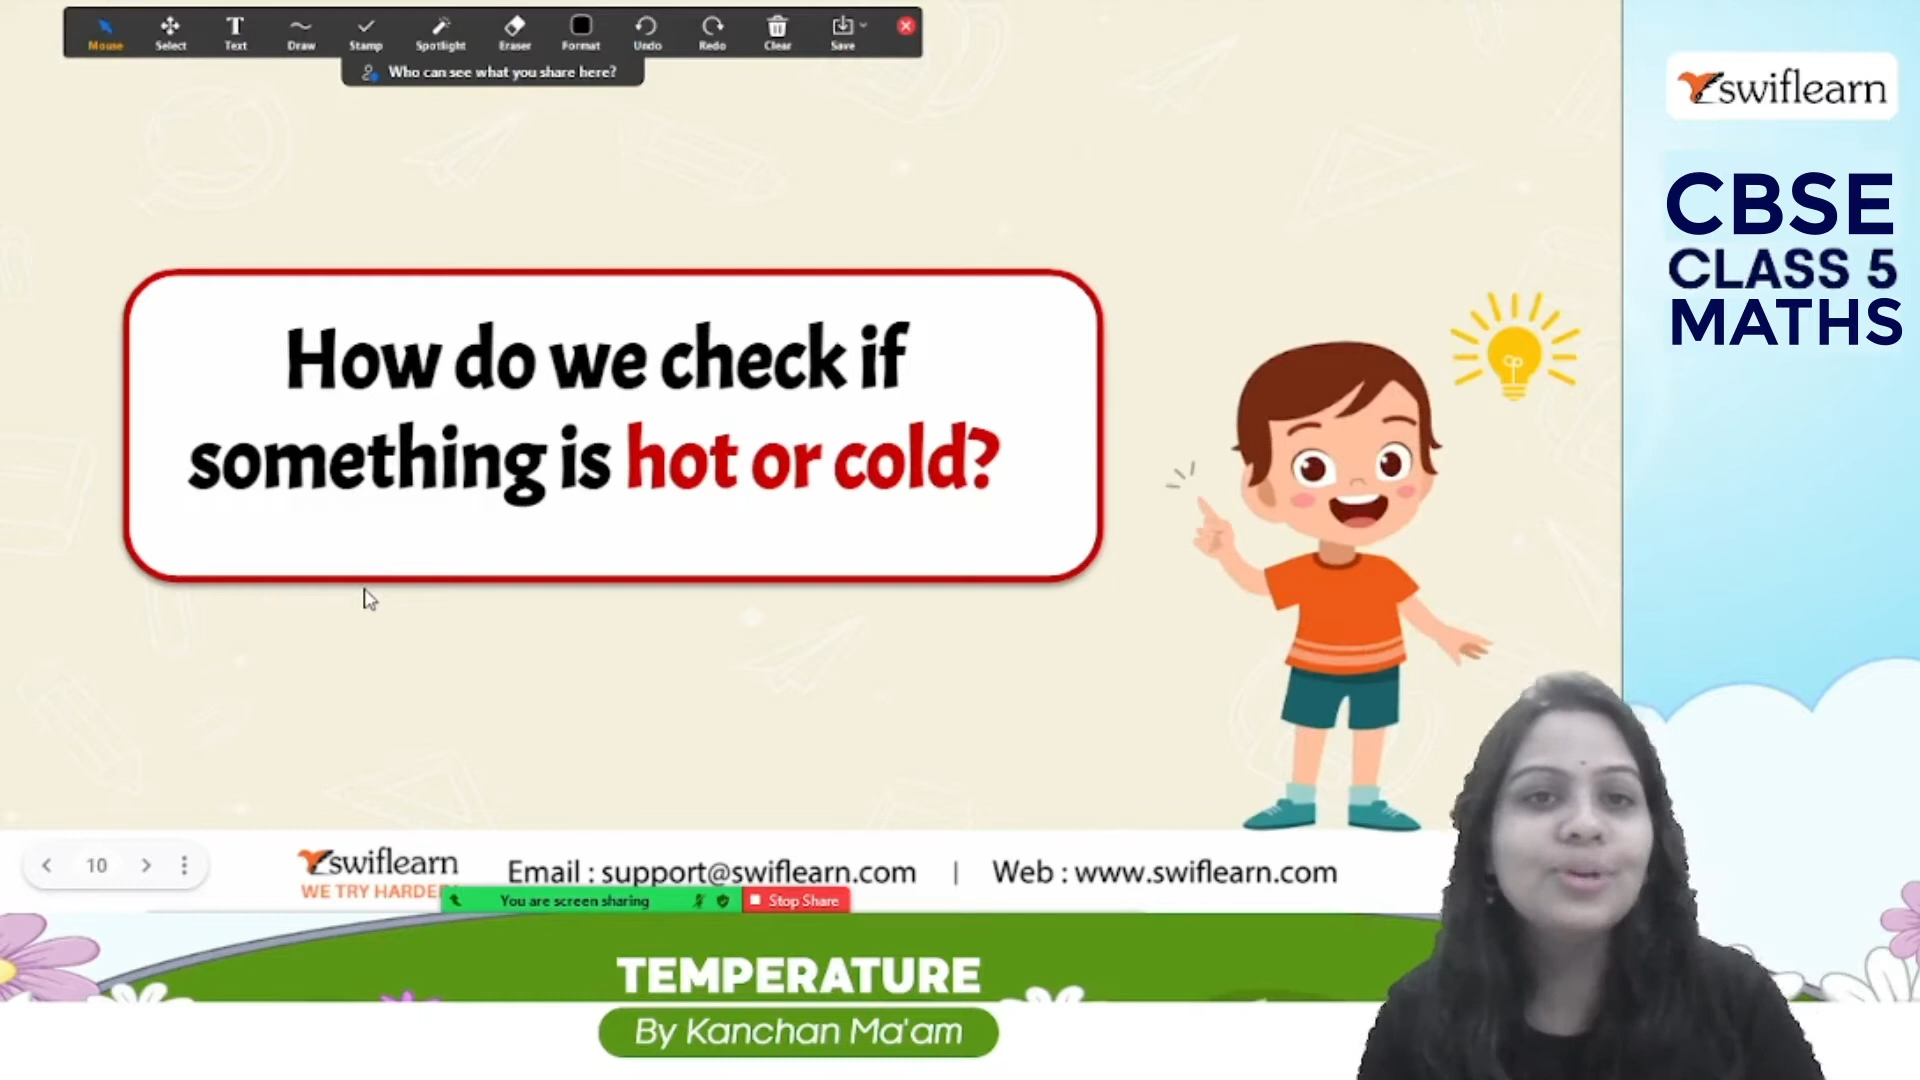 Mouse Select Text Draw Stamp Spotlight Eraser Format Undo Redo Clear Save
Who can see what you share here?
swiflearn
CBSE
CLASS 5
MATHS
How do we check if
something is hot or cold?
10
swiflearn
WE TRY HARDER
Email : support@swiflearn.com | Web : www.swiflearn.com
You are screen sharing Stop Share
TEMPERATURE
By Kanchan Ma'am